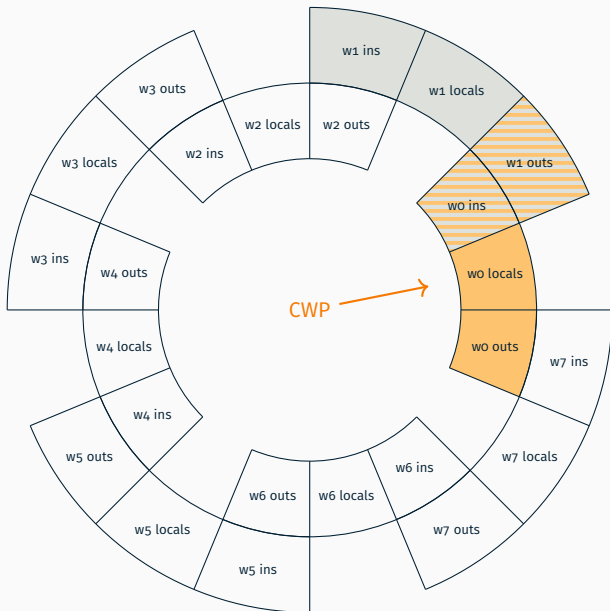 w1 ins
w3 outs
w1 locals
w2 locals
w2 outs
w2 ins
w3 locals
w1 outs
w0 ins
w3 ins
w4 outs
w0 locals
CWP
w4 locals
w0 outs
w7 ins
w4 ins
w5 outs
w7 locals
w6 ins
w6 outs
w6 locals
w5 locals
w7 outs
w5 ins